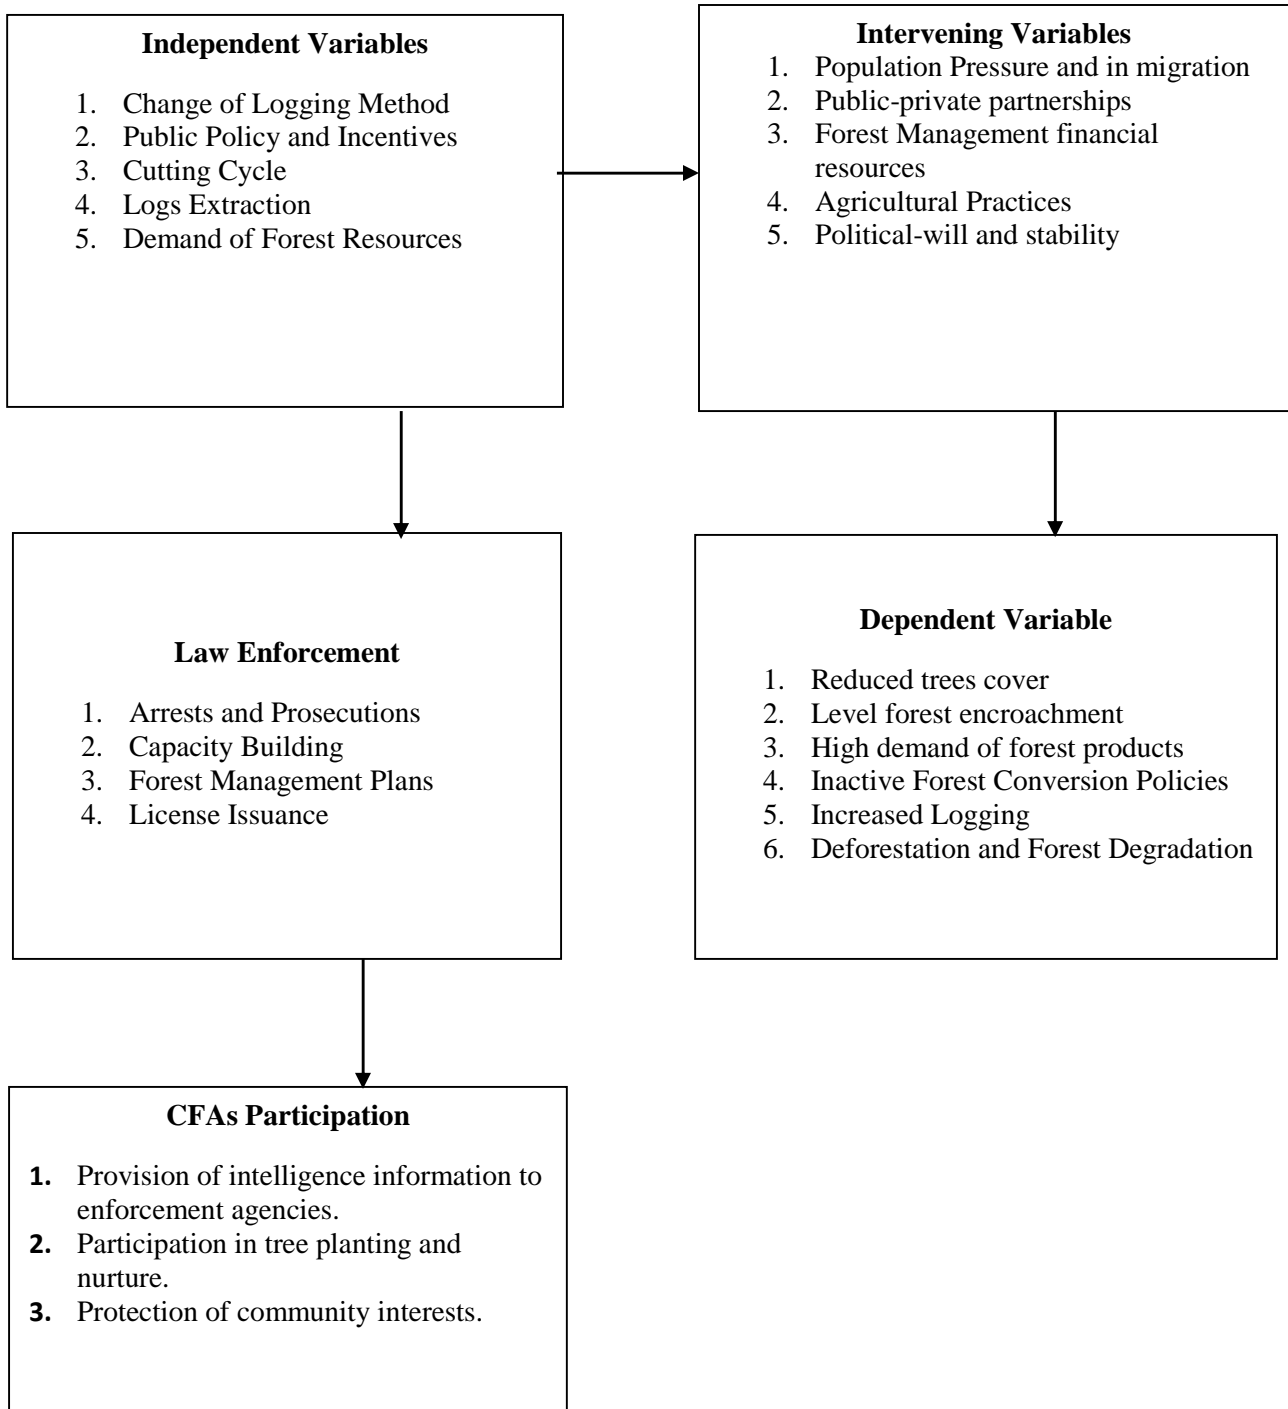 Independent Variables
1. Change of Logging Method
2. Public Policy and Incentives
3. Cutting Cycle
4. Logs Extraction
5. Demand of Forest Resources
Intervening Variables
1. Population Pressure and in migration
2. Public-private partnerships
3. Forest Management financial
resources
4. Agricultural Practices
5. Political-will and stability
Law Enforcement
1. Arrests and Prosecutions
2. Capacity Building
3. Forest Management Plans
4. License Issuance
Dependent Variable
1. Reduced trees cover
2. Level forest encroachment
3. High demand of forest products
4. Inactive Forest Conversion Policies
5. Increased Logging
6. Deforestation and Forest Degradation
CFAs Participation
1. Provision of intelligence information to
enforcement agencies.
2. Participation in tree planting and
nurture.
3. Protection of community interests.